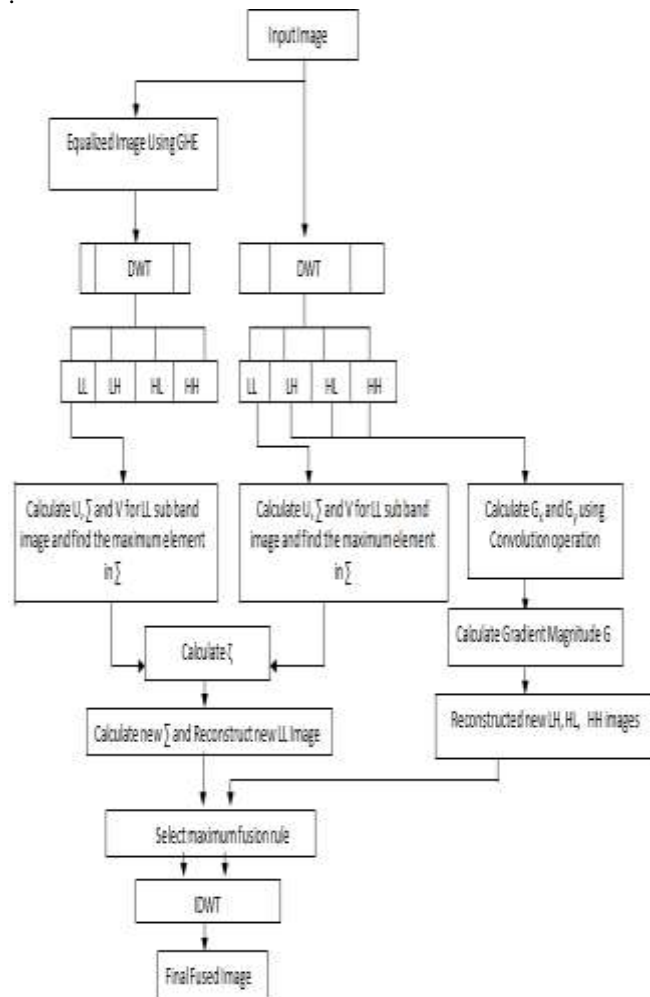 .
Input Image
Equalized Image Using GHE
DWT
DWT
LL LH HL HH
LL LH HL HH
Calculate U, ∑ and V for LL sub band
image and find the maximum element
in ∑
Calculate U, ∑ and V for LL sub band
image and find the maximum element
in ∑
Calculate Gx and Gy using
Convolution operation
Calculate ζ
Calculate Gradient Magnitude G
Calculate new ∑ and Reconstruct new LL Image
Reconstructed new LH, HL, HH images
Select maximum fusion rule
IDWT
Final Fused Image